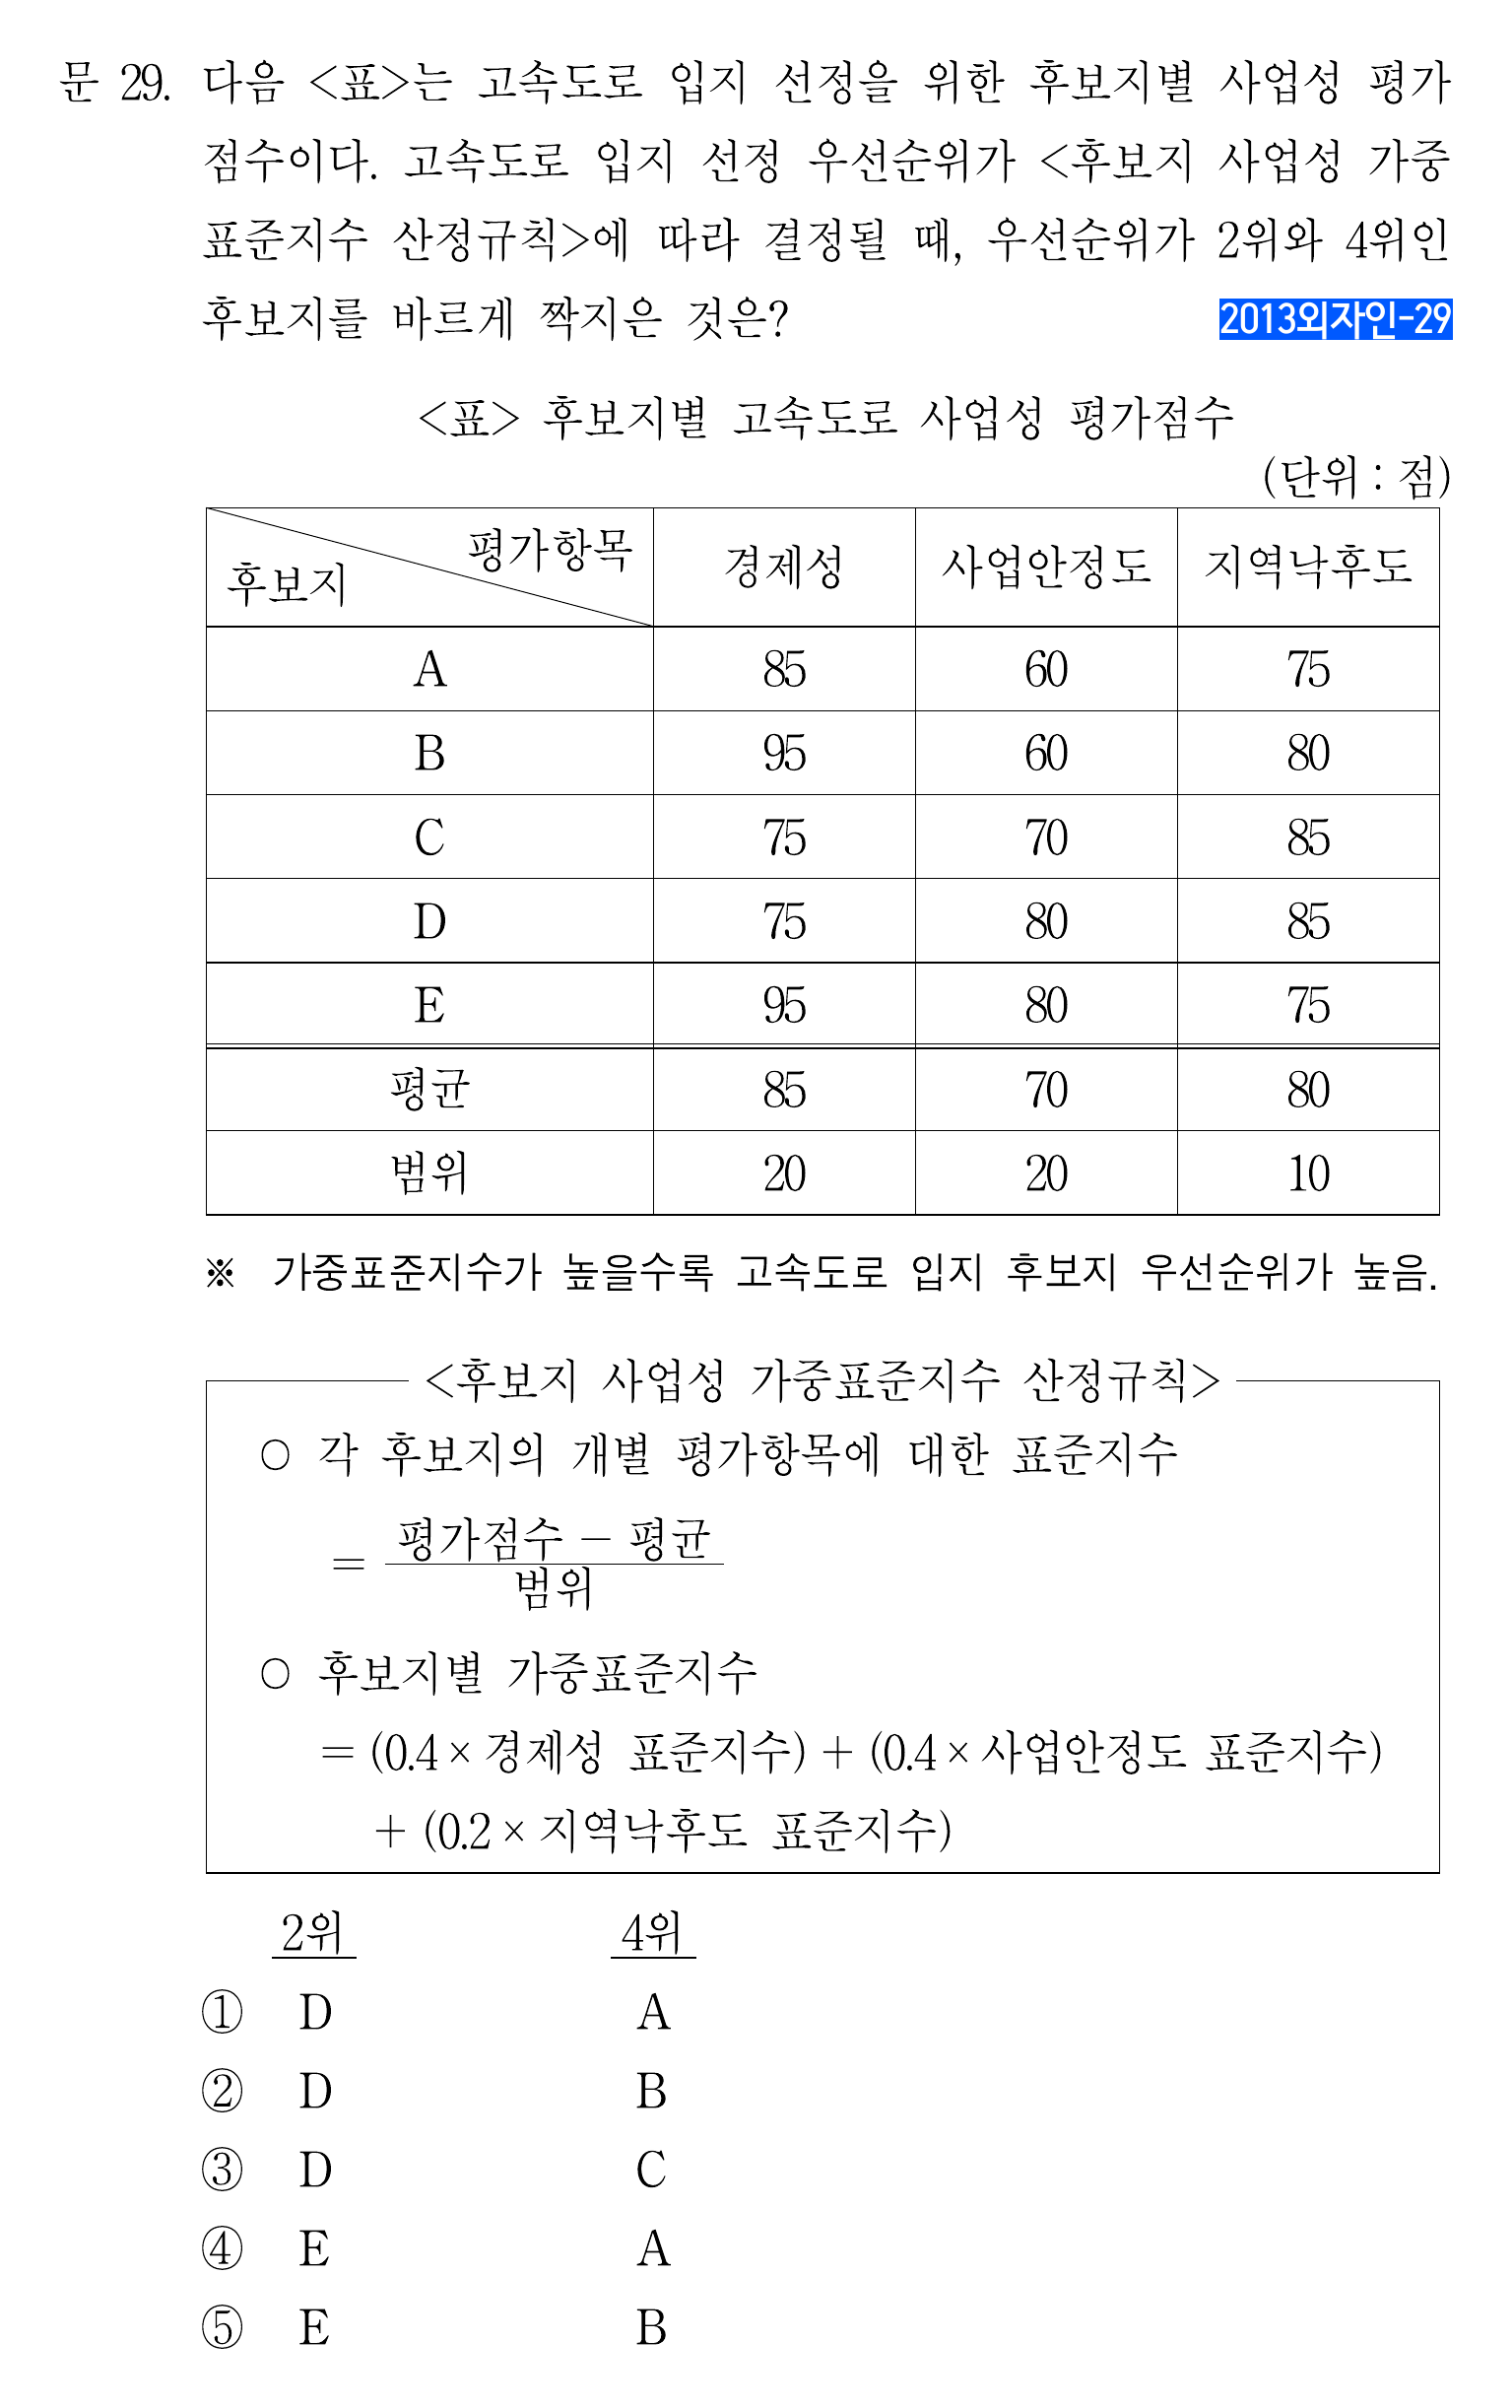 문 29. 다음 <표>는 고속도로 입지 선정을 위한 후보지별 사업성 평가
점수이다. 고속도로 입지 선정 우선순위가 <후보지 사업성 가중
표준지수 산정규칙>에 따라 결정될 때, 우선순위가 2위와 4위인
후보지를 바르게 짝지은 것은?
2013외자인-29
<표> 후보지별 고속도로 사업성 평가점수
(단위 : 점)
평가항목
후보지
경제성 사업안정도 지역낙후도
A 85 60 75
B 95 60 80
C 75 70 85
D 75 80 85
E 95 80 75
평균 85 70 80
범위 20 20 10
※ 가중표준지수가 높을수록 고속도로 입지 후보지 우선순위가 높음.
<후보지 사업성 가중표준지수 산정규칙>
○ 각 후보지의 개별 평가항목에 대한 표준지수
평가점수 − 평균
=
범위
○ 후보지별 가중표준지수
= (0.4 × 경제성 표준지수) + (0.4 × 사업안정도 표준지수)
+ (0.2 × 지역낙후도 표준지수)
2위 4위
① D A
② D B
③ D C
④ E A
⑤ E B